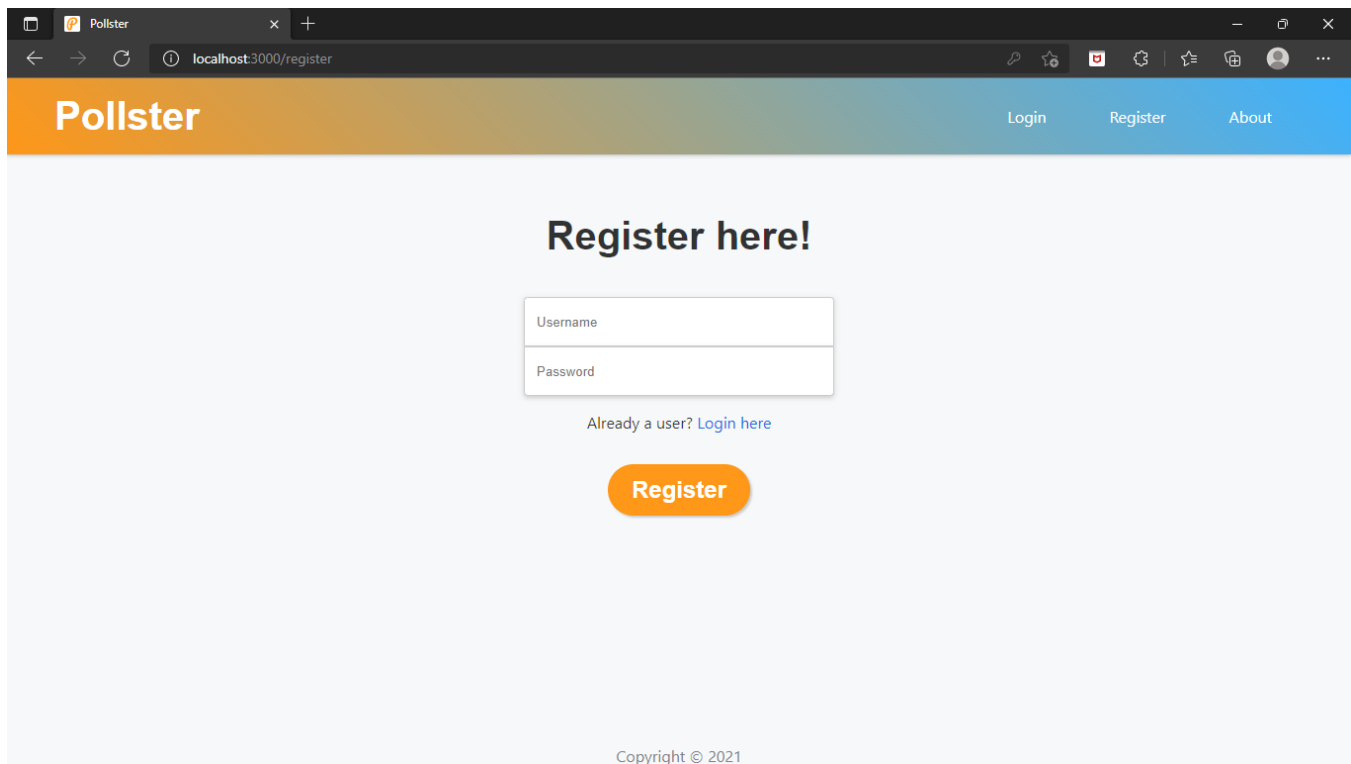 Pollster
localhost:3000/register
Pollster Login Register About
Register here!
Username
Password
Already a user? Login here
Register
Copyright © 2021